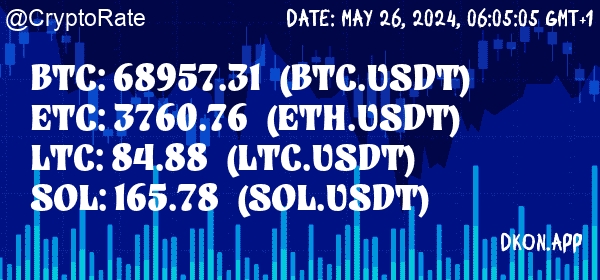 @CryptoRate
DATE: MAY 26, 2024, 06:05:05 GMT+1
BTC: 68957.31 (BTC.USDT)
ETC: 3760.76 (ETH.USDT)
LTC: 84.88 (LTC.USDT)
SOL: 165.78 (SOL.USDT)
DKON.APP